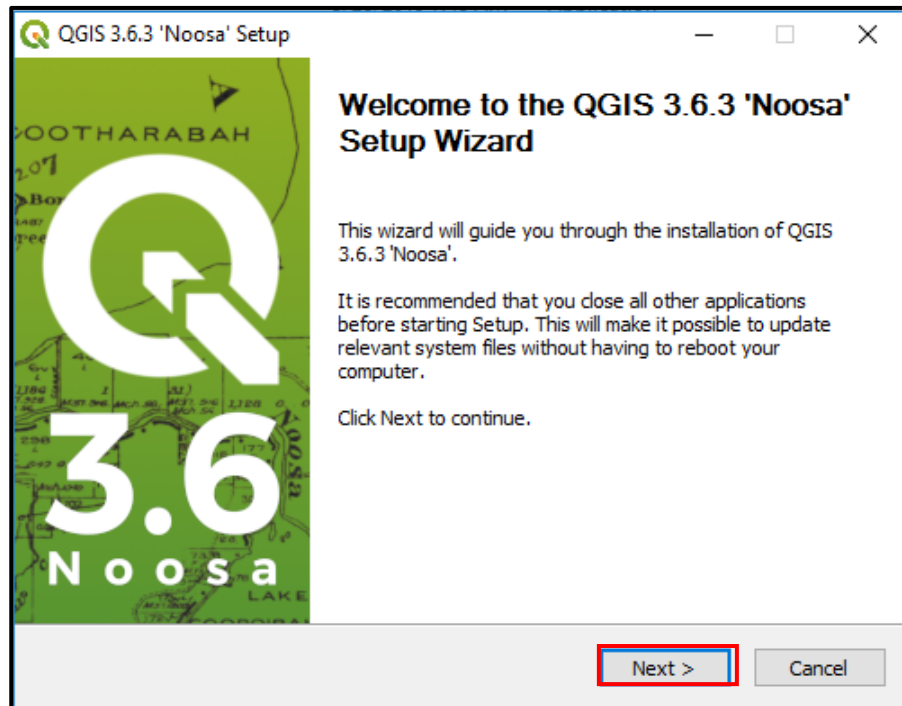 QGIS 3.6.3 'Noosa' Setup
OOTHARABAH
207
Bor
3.6
Noosa
Noosa
LAKE
Welcome to the QGIS 3.6.3 'Noosa'
Setup Wizard
This wizard will guide you through the installation of QGIS
3.6.3 'Noosa'.
It is recommended that you close all other applications
before starting Setup. This will make it possible to update
relevant system files without having to reboot your
computer.
Click Next to continue.
Next >
Cancel